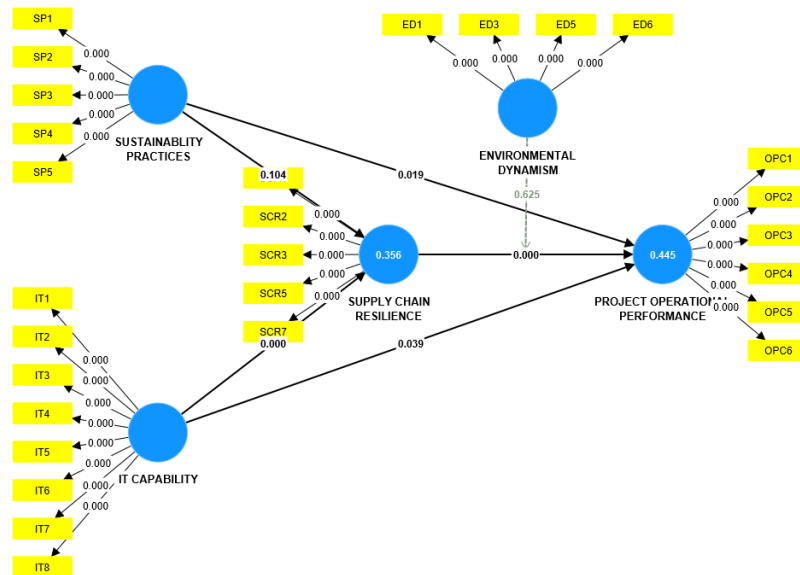 SP1
SP2
SP3
SP4
SP5
0.000
0.000
0.000
0.000
0.000
SUSTAINABLITY
PRACTICES
ED1
ED3
ED5
ED6
0.000
0.000
0.000
0.000
ENVIRONMENTAL
DYNAMISM
0.625
0.104
0.019
SCR2
SCR3
SCR5
SCR7
0.000
0.000
0.000
0.000
0.000
0.356
SUPPLY CHAIN
RESILIENCE
0.000
0.445
PROJECT OPERATIONAL
PERFORMANCE
OPC1
OPC2
OPC3
OPC4
OPC5
OPC6
0.000
0.000
0.000
0.000
0.000
0.000
0.039
IT1
IT2
IT3
IT4
IT5
IT6
IT7
IT8
0.000
0.000
0.000
0.000
0.000
0.000
0.000
0.000
IT CAPABILITY